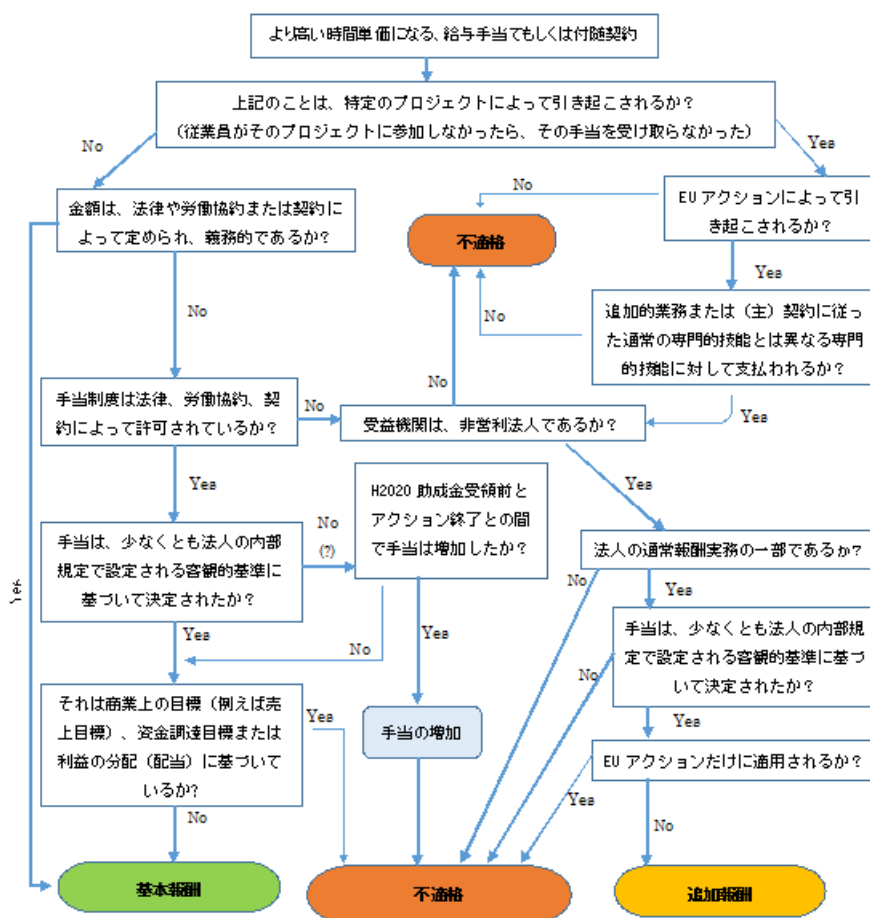 より高い時間単価になる、給与手当でもしくは付随契約
上記のことは、特定のプロジェクトによって引き起こされるか？
（従業員がそのプロジェクトに参加しなかったら、その手当を受け取らなかった）
No
Yes
金額は、法律や労働協約または契約に
よって定められ、義務的であるか？
No
不適格
EU アクションによって引
き起こされるか？
Yes
No
No
追加的業務または（主）契約に従っ
た通常の専門的技能とは異なる専門
的技能に対して支払われるか？
No
Yes
手当制度は法律、労働協約、契
約によって許可されているか？
No
受益機関は、非営利法人であるか？
Yes
Yes
手当は、少なくとも法人の内部
規定で設定される客観的基準に
基づいて決定されたか？
No
(?)
H2020 助成金受領前と
アクション終了との間
で手当は増加したか？
法人の通常報酬実務の一部であるか？
No
Yes
Yes
Yes
No
Yes
手当は、少なくとも法人の内部規
定で設定される客観的基準に基づ
いて決定されたか？
No
Yes
それは商業上の目標（例えば売
上目標）、資金調達目標または
利益の分配（配当）に基づいて
いるか？
Yes
手当の増加
EU アクションだけに適用されるか？
Yes
No
No
基本報酬
不適格
追加報酬